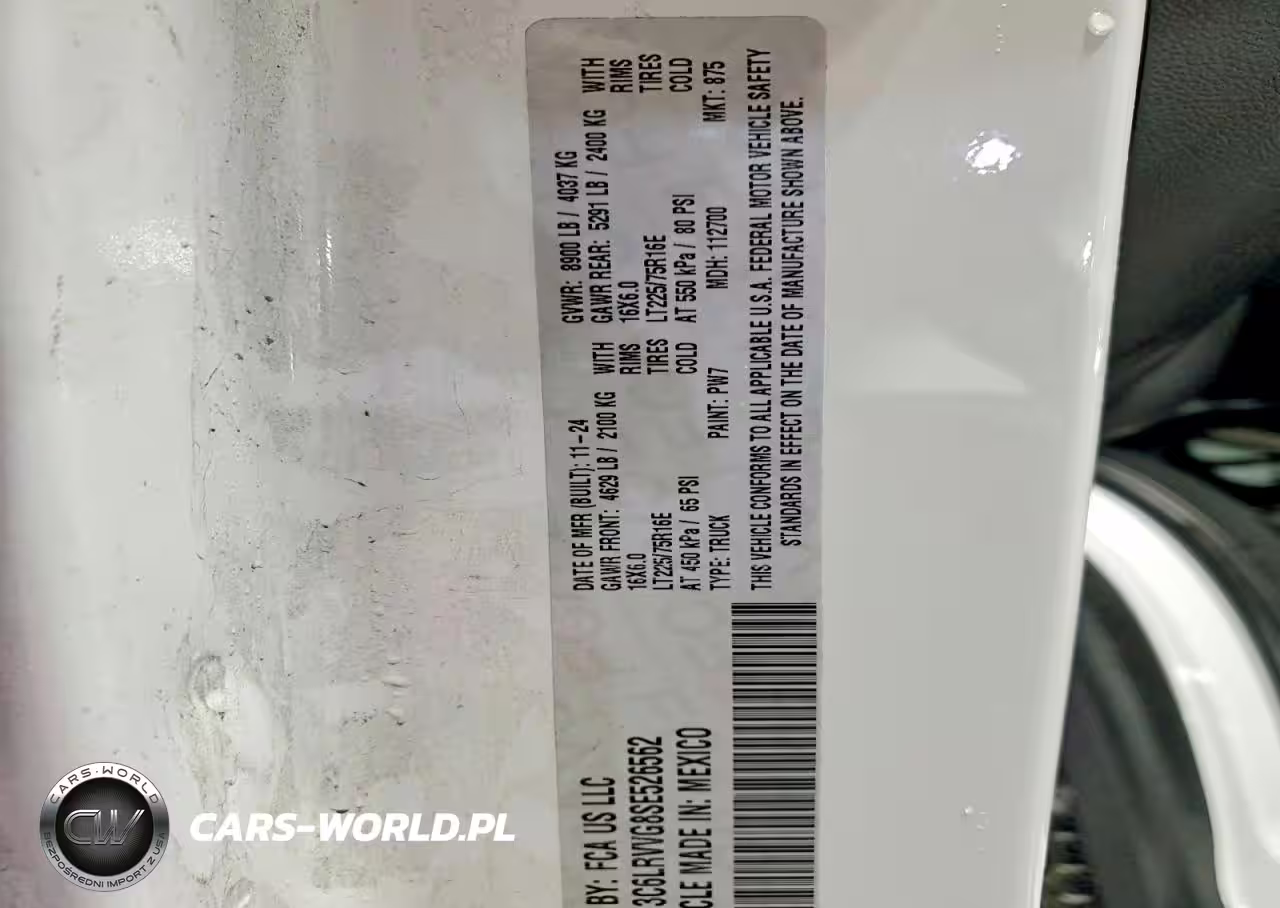 BY: FCA US LLC
3C6LRVVG8SE526562
CLE MADE IN: MEXICO
DATE OF MFR (BUILT): 11-24
GVWR: 8900 LB / 4037 KG
GAWR FRONT: 4629 LB / 2100 KG WITH
16X6.0 RIMS
LT225/75R16E TIRES
AT 450 kPa / 65 PSI COLD
GAWR REAR: 5291 LB / 2400 KG WITH
16X6.0 RIMS
LT225/75R16E TIRES
AT 550 kPa / 80 PSI COLD
TYPE: TRUCK PAINT: PW7 MDH: 112700 MKT: 875
THIS VEHICLE CONFORMS TO ALL APPLICABLE U.S.A. FEDERAL MOTOR VEHICLE SAFETY
STANDARDS IN EFFECT ON THE DATE OF MANUFACTURE SHOWN ABOVE.
CARS-WORLD
CW
BEZPOŚREDNI IMPORT Z USA
CARS-WORLD.PL